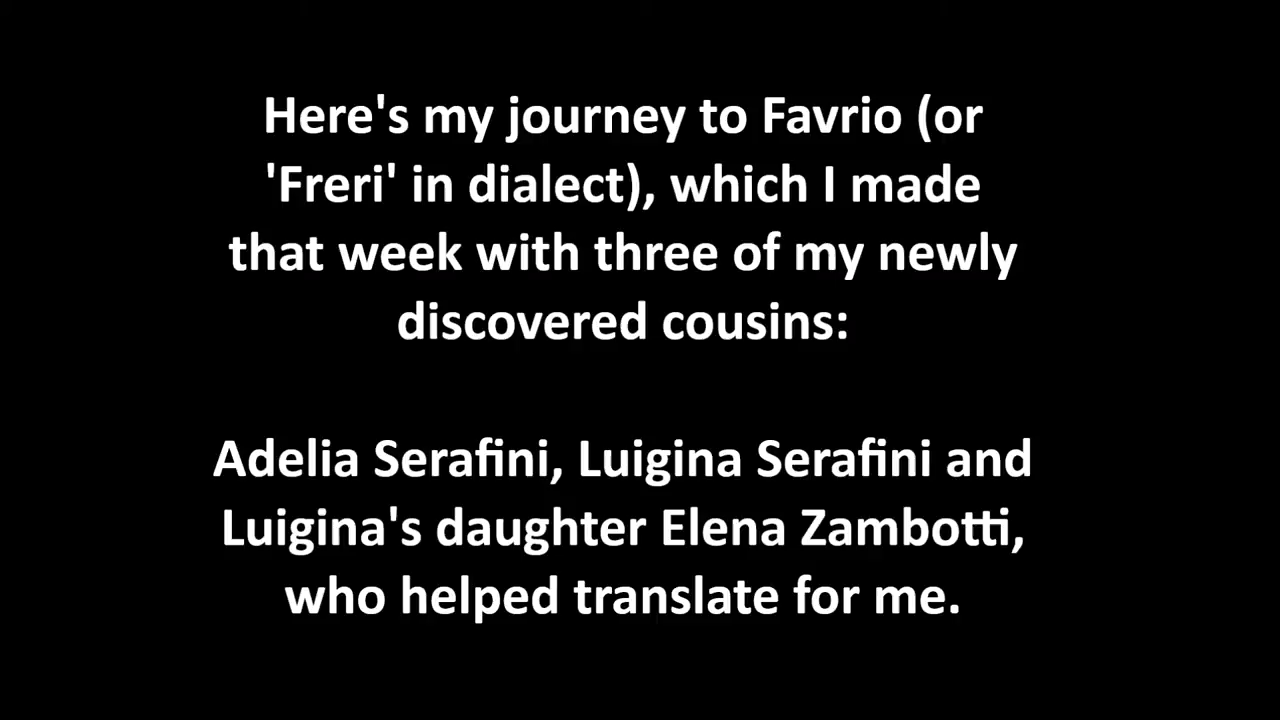 Here's my journey to Favrio (or
'Freri' in dialect), which I made
that week with three of my newly
discovered cousins:
Adelia Serafini, Luigina Serafini and
Luigina's daughter Elena Zambotti,
who helped translate for me.